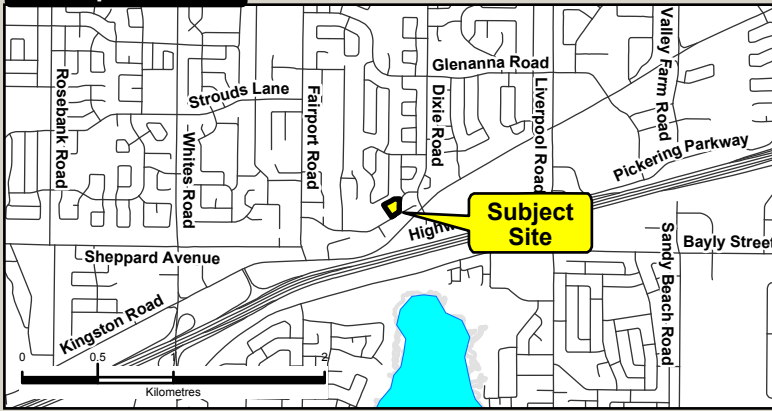 Glenanna Road
Valley Farm Road
Strouds Lane
Rosebank Road
Fairport Road
Dixie Road
Liverpool Road
Whites Road
Pickering Parkway
Subject
Site
Sheppard Avenue
Sandy Beach Road
Bayly Street
Kingston Road
0 0.5 1 2
Kilometres